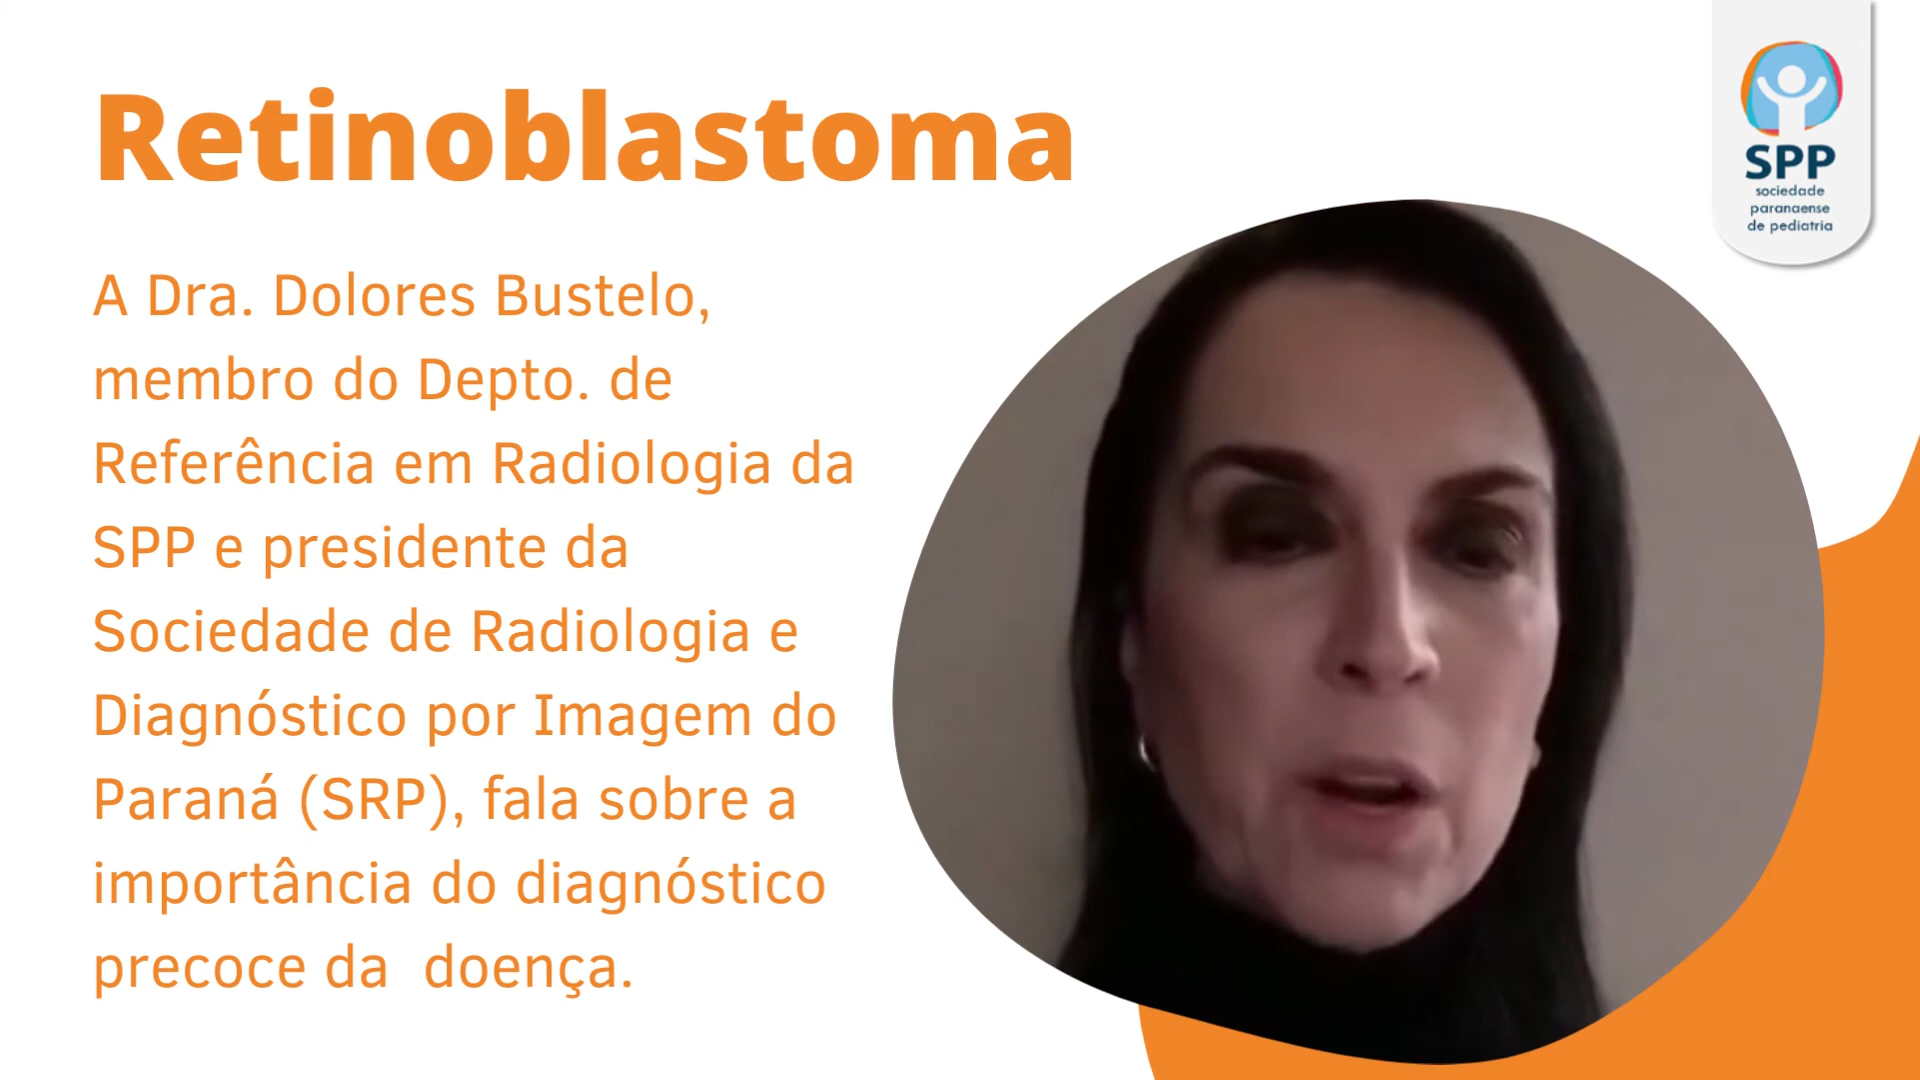 Retinoblastoma
SPP
sociedade
paranaense
de pediatria
A Dra. Dolores Bustelo,
membro do Depto. de
Referência em Radiologia da
SPP e presidente da
Sociedade de Radiologia e
Diagnóstico por Imagem do
Paraná (SRP), fala sobre a
importância do diagnóstico
precoce da  doença.